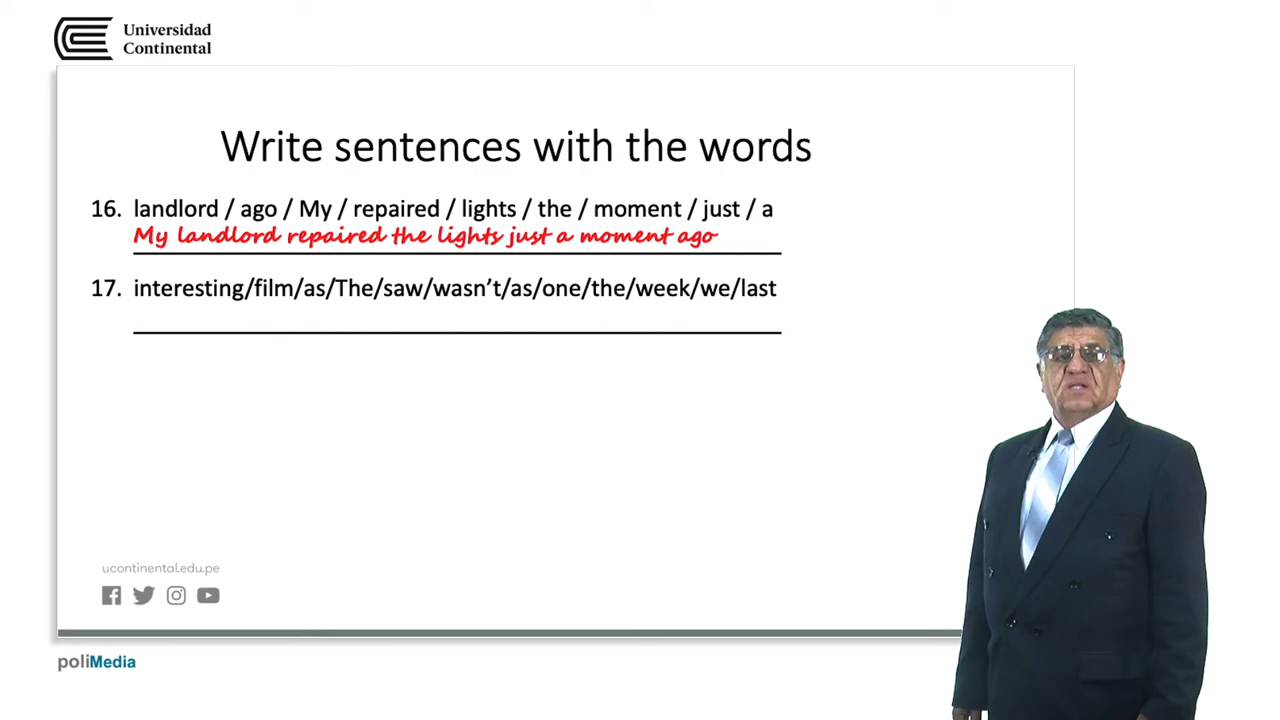 Universidad
Continental
Write sentences with the words
16. landlord / ago / My / repaired / lights / the / moment / just / a
My landlord repaired the lights just a moment ago
17. interesting/film/as/The/saw/wasn't/as/one/the/week/we/last
ucontinental.edu.pe
poliMedia